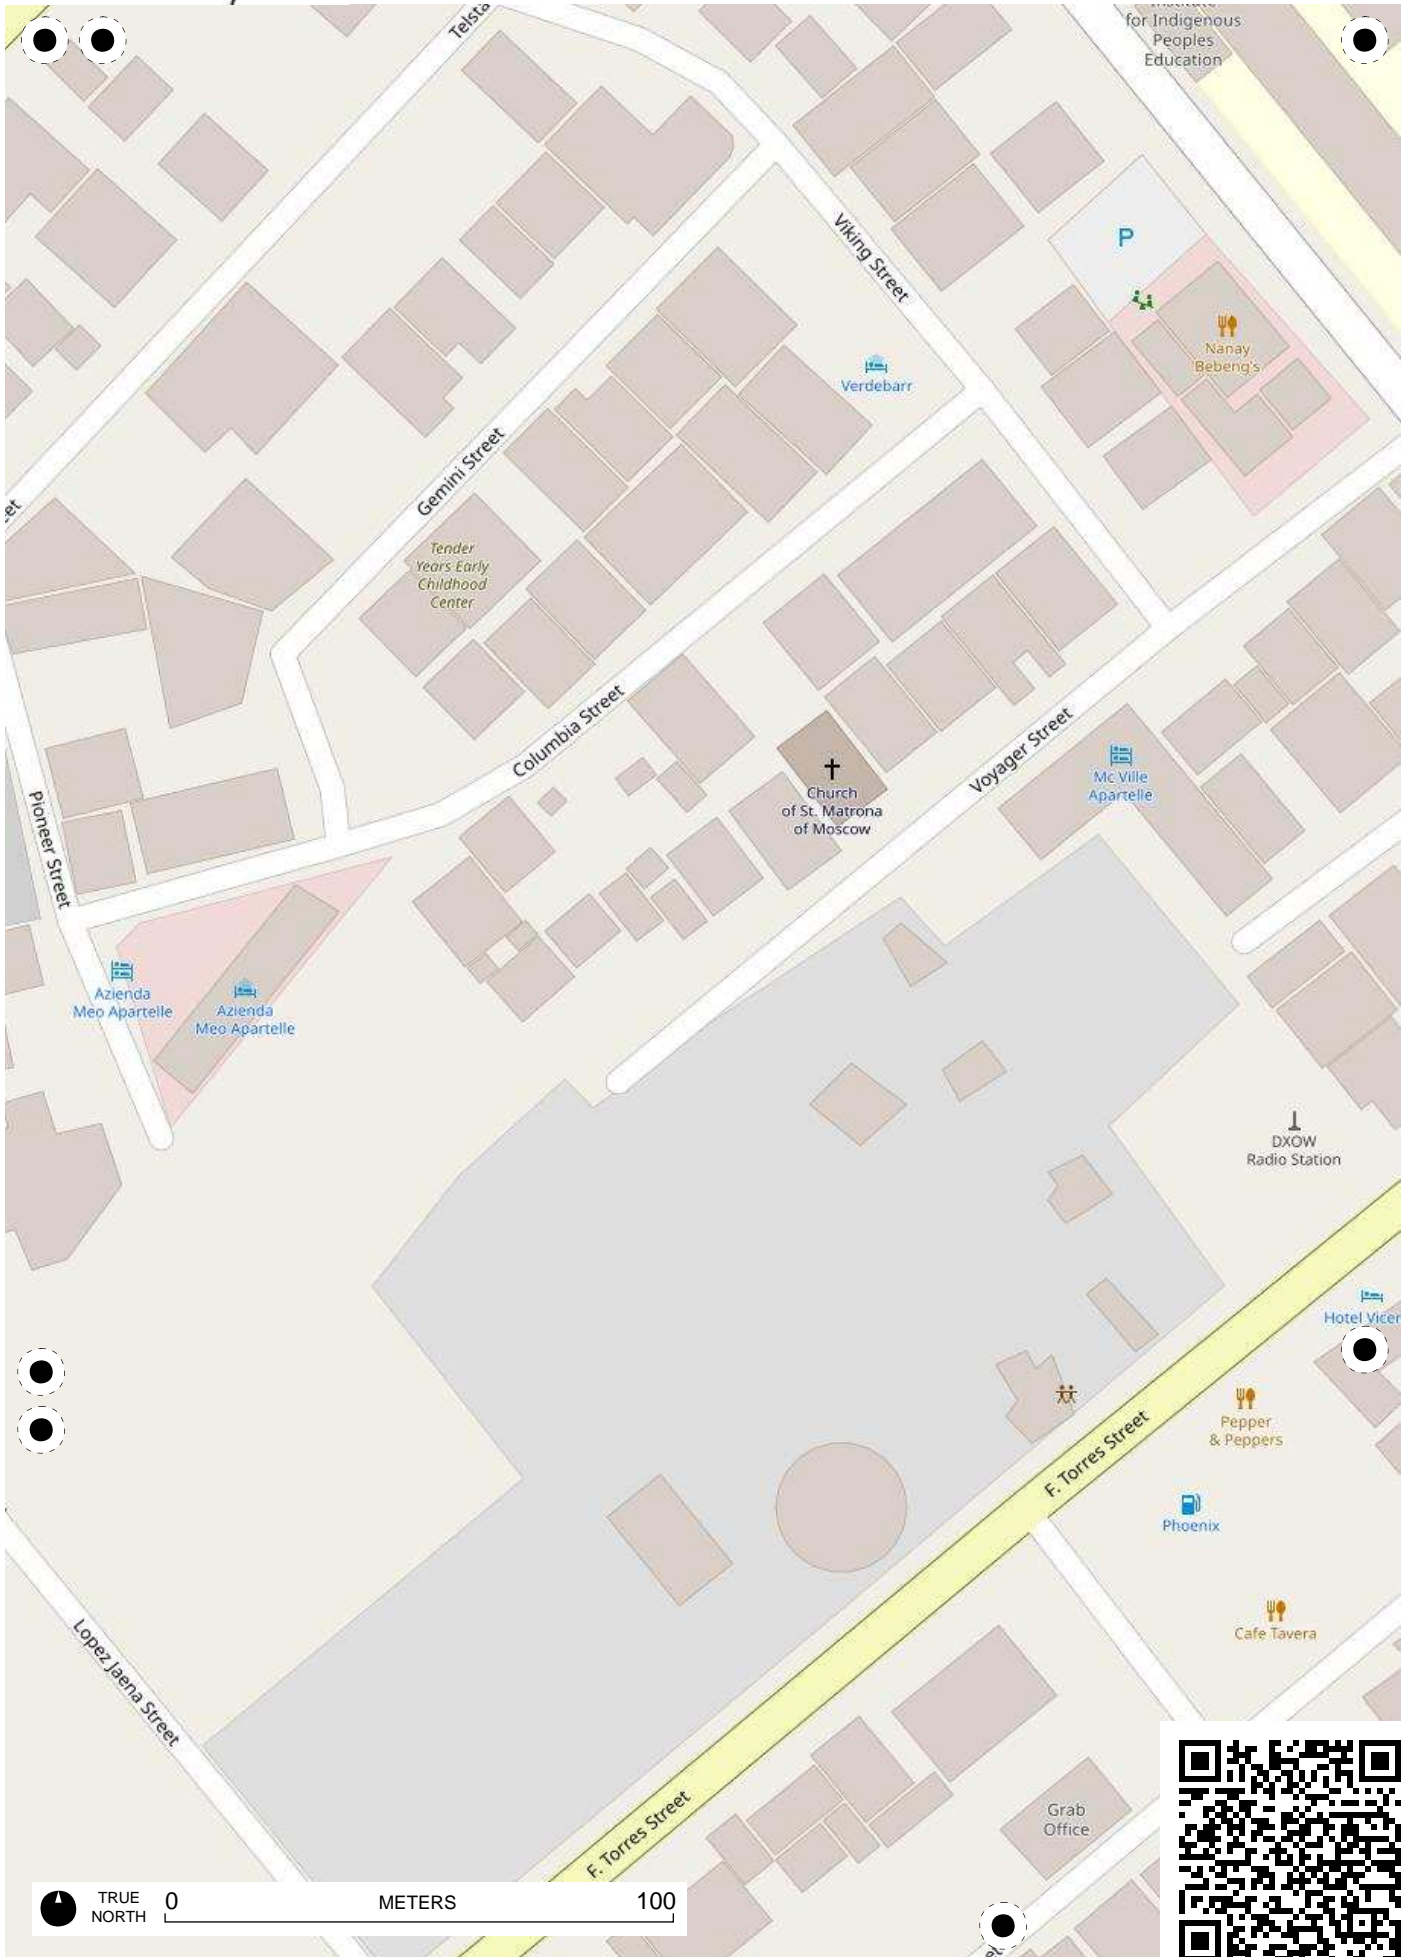 for Indigenous
Peoples
Education
P
Viking Street
Nanay
Bebeng's
Verdebarr
Gemini Street
Tender
Years Early
Childhood
Center
Columbia Street
Voyager Street
Mc Ville
Apartelle
Church
of St. Matrona
of Moscow
Pioneer Street
Azienda
Meo Apartelle
Azienda
Meo Apartelle
DXOW
Radio Station
Pepper
& Peppers
F. Torres Street
Phoenix
Cafe Tavera
Lopez Jaena Street
Grab
Office
F. Torres Street
TRUE
NORTH
0 METERS 100